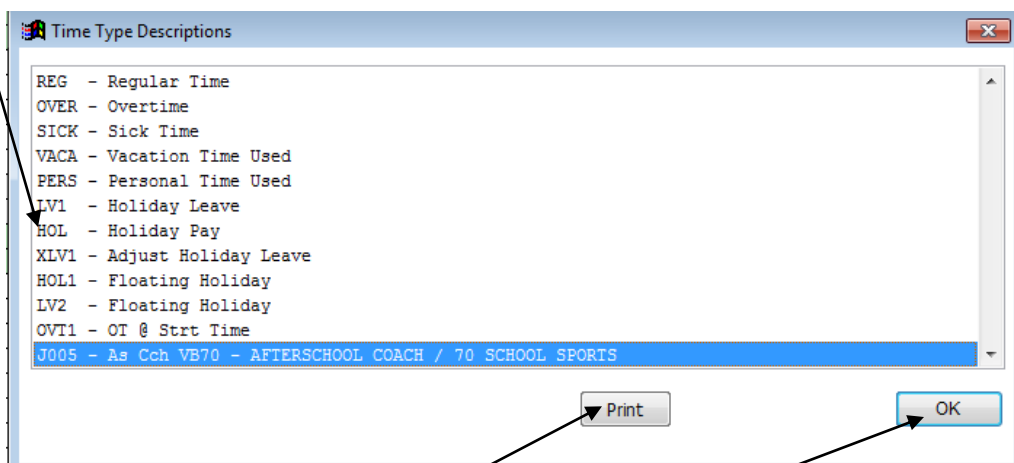 Time Type Descriptions
REG - Regular Time
OVER - Overtime
SICK - Sick Time
VACA - Vacation Time Used
PERS - Personal Time Used
LV1 - Holiday Leave
HOL - Holiday Pay
XLV1 - Adjust Holiday Leave
HOL1 - Floating Holiday
LV2 - Floating Holiday
OVT1 - OT @ Strt Time
J005 - As Cch VB70 - AFTERSCHOOL COACH / 70 SCHOOL SPORTS
Print OK